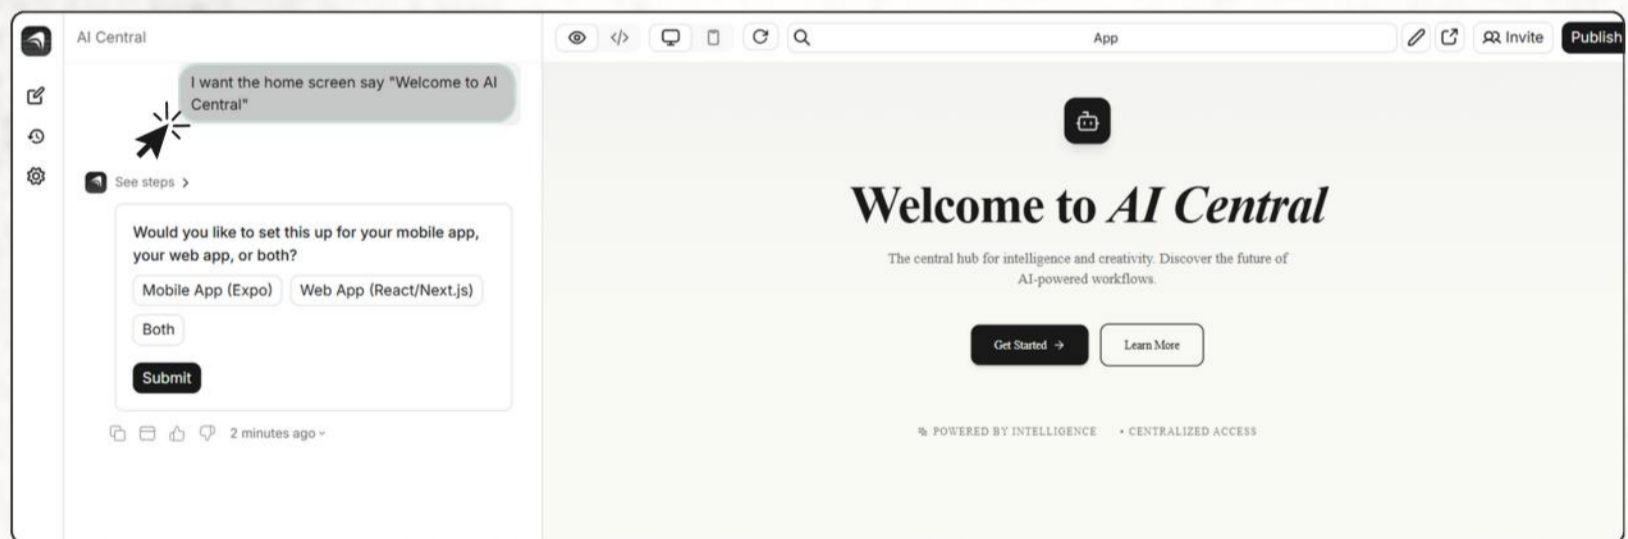 AI Central
I want the home screen say "Welcome to AI
Central"
See steps
Would you like to set this up for your mobile app,
your web app, or both?
Mobile App (Expo)
Web App (React/Next.js)
Both
Submit
2 minutes ago
App
Invite
Publish
Welcome to AI Central
The central hub for intelligence and creativity. Discover the future of
AI-powered workflows.
Get Started →
Learn More
POWERED BY INTELLIGENCE
• CENTRALIZED ACCESS